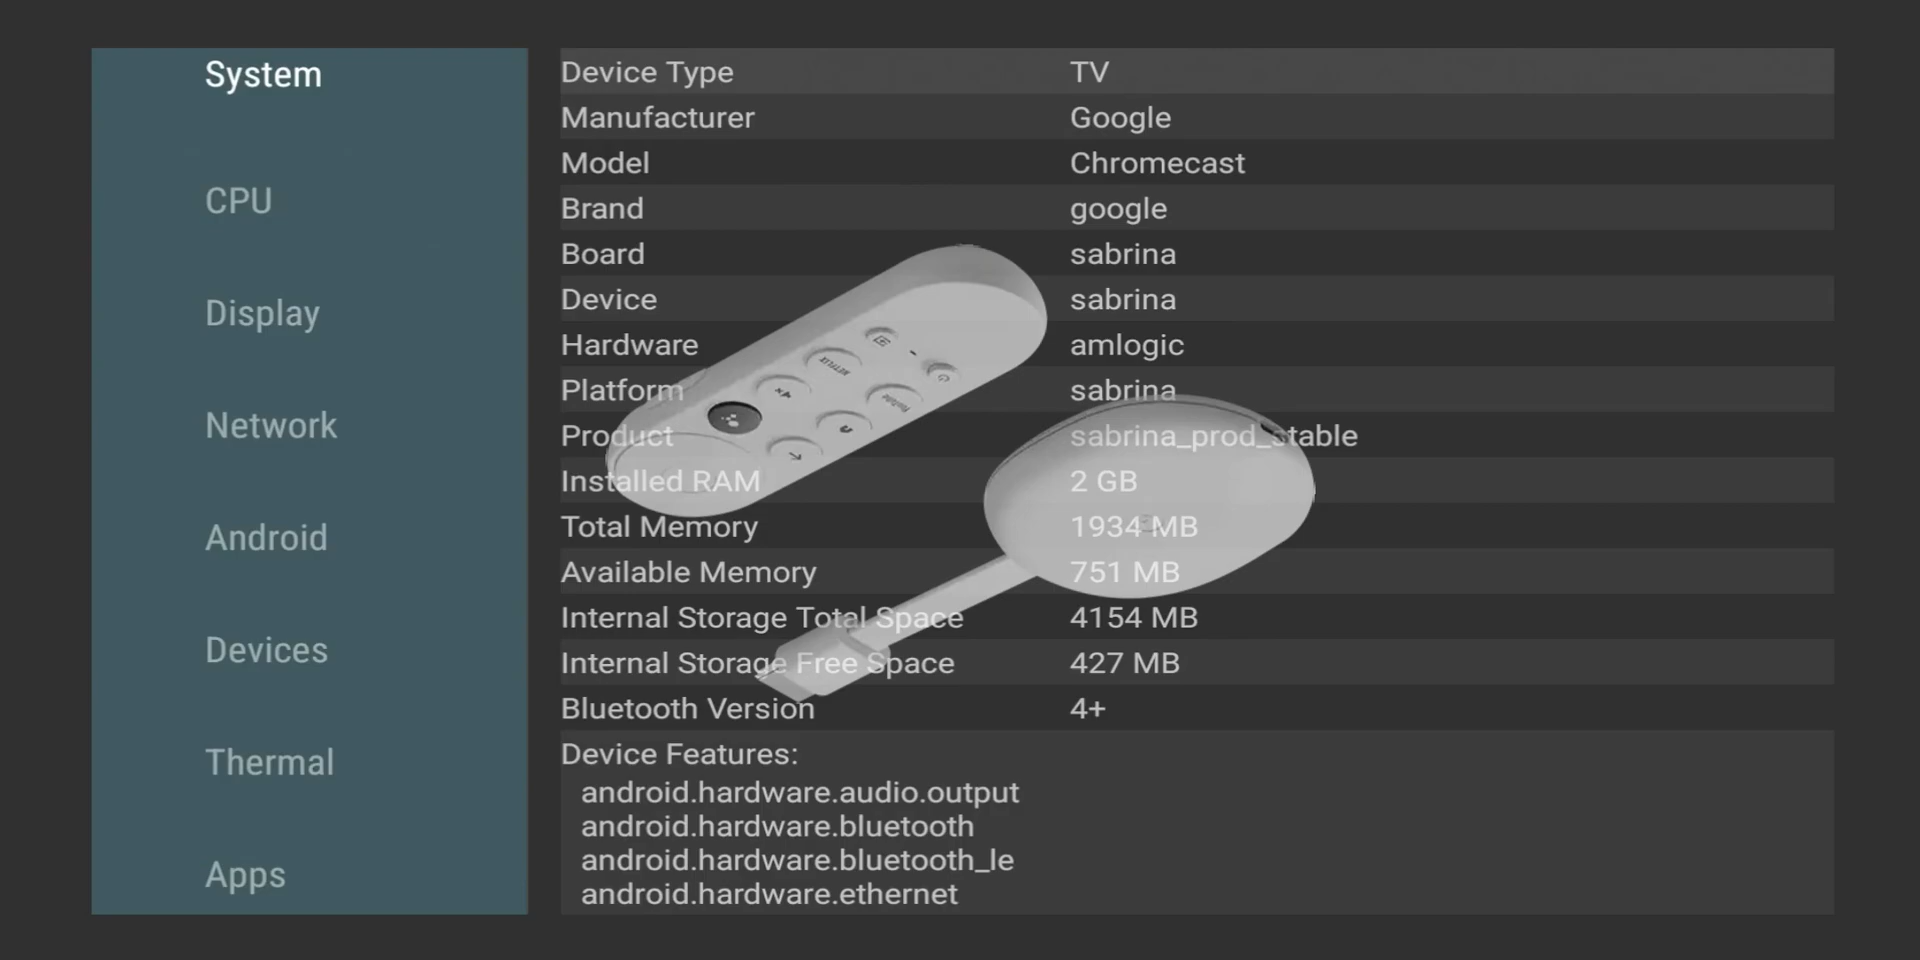 System
CPU
Display
Network
Android
Devices
Thermal
Apps
Device Type TV
Manufacturer Google
Model Chromecast
Brand google
Board sabrina
Device sabrina
Hardware amlogic
Platform sabrina
Product sabrina_prod_stable
Installed RAM 2 GB
Total Memory 1934 MB
Available Memory 751 MB
Internal Storage Total Space 4154 MB
Internal Storage Free Space 427 MB
Bluetooth Version 4+
Device Features:
android.hardware.audio.output
android.hardware.bluetooth
android.hardware.bluetooth_le
android.hardware.ethernet
NETFLIX
YouTube